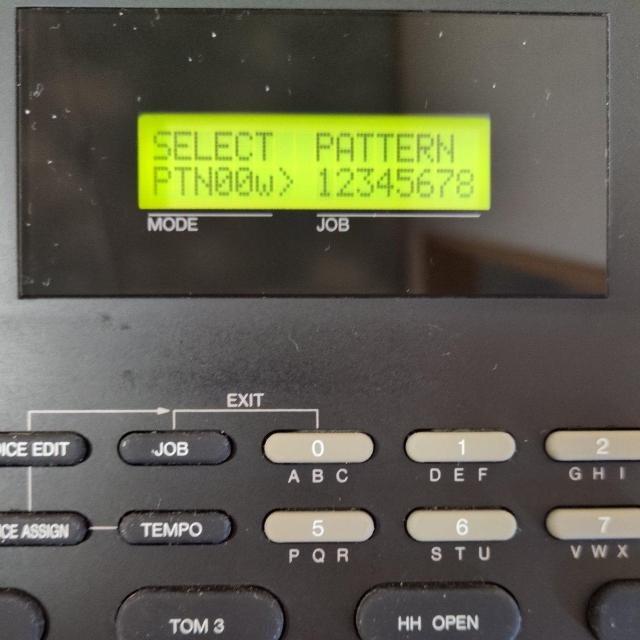 SELECT PATTERN
PTN00w> 12345678
MODE JOB
EXIT
ICE EDIT JOB 0 1 2
A B C D E F G H I
ICE ASSIGN TEMPO 5 6 7
P Q R S T U V W X
TOM 3 HH OPEN